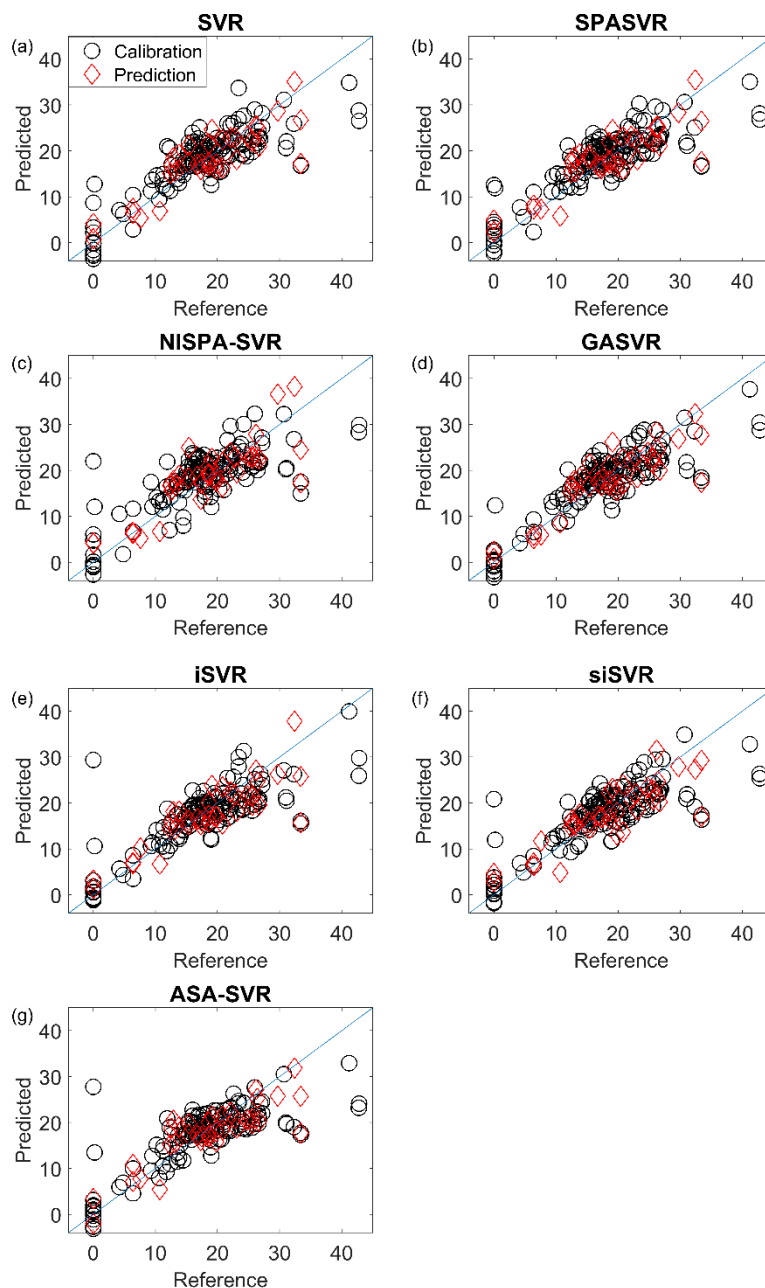 SVR
(a)
Calibration
Prediction
40
30
20
10
0
Predicted
0 10 20 30 40
Reference
SPASVR
(b)
40
30
20
10
0
Predicted
0 10 20 30 40
Reference
NISPA-SVR
(c)
40
30
20
10
0
Predicted
0 10 20 30 40
Reference
GASVR
(d)
40
30
20
10
0
Predicted
0 10 20 30 40
Reference
iSVR
(e)
40
30
20
10
0
Predicted
0 10 20 30 40
Reference
siSVR
(f)
40
30
20
10
0
Predicted
0 10 20 30 40
Reference
ASA-SVR
(g)
40
30
20
10
0
Predicted
0 10 20 30 40
Reference